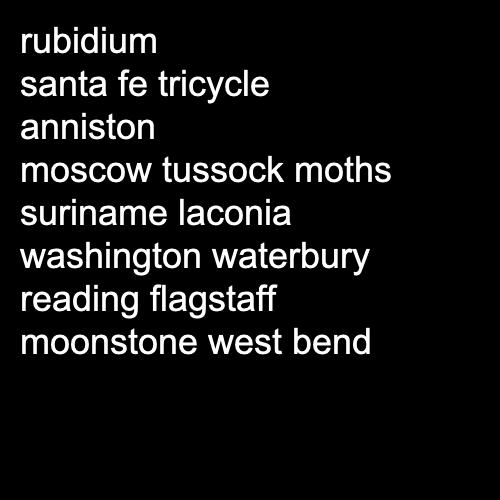 rubidium
santa fe tricycle
anniston
moscow tussock moths
suriname laconia
washington waterbury
reading flagstaff
moonstone west bend